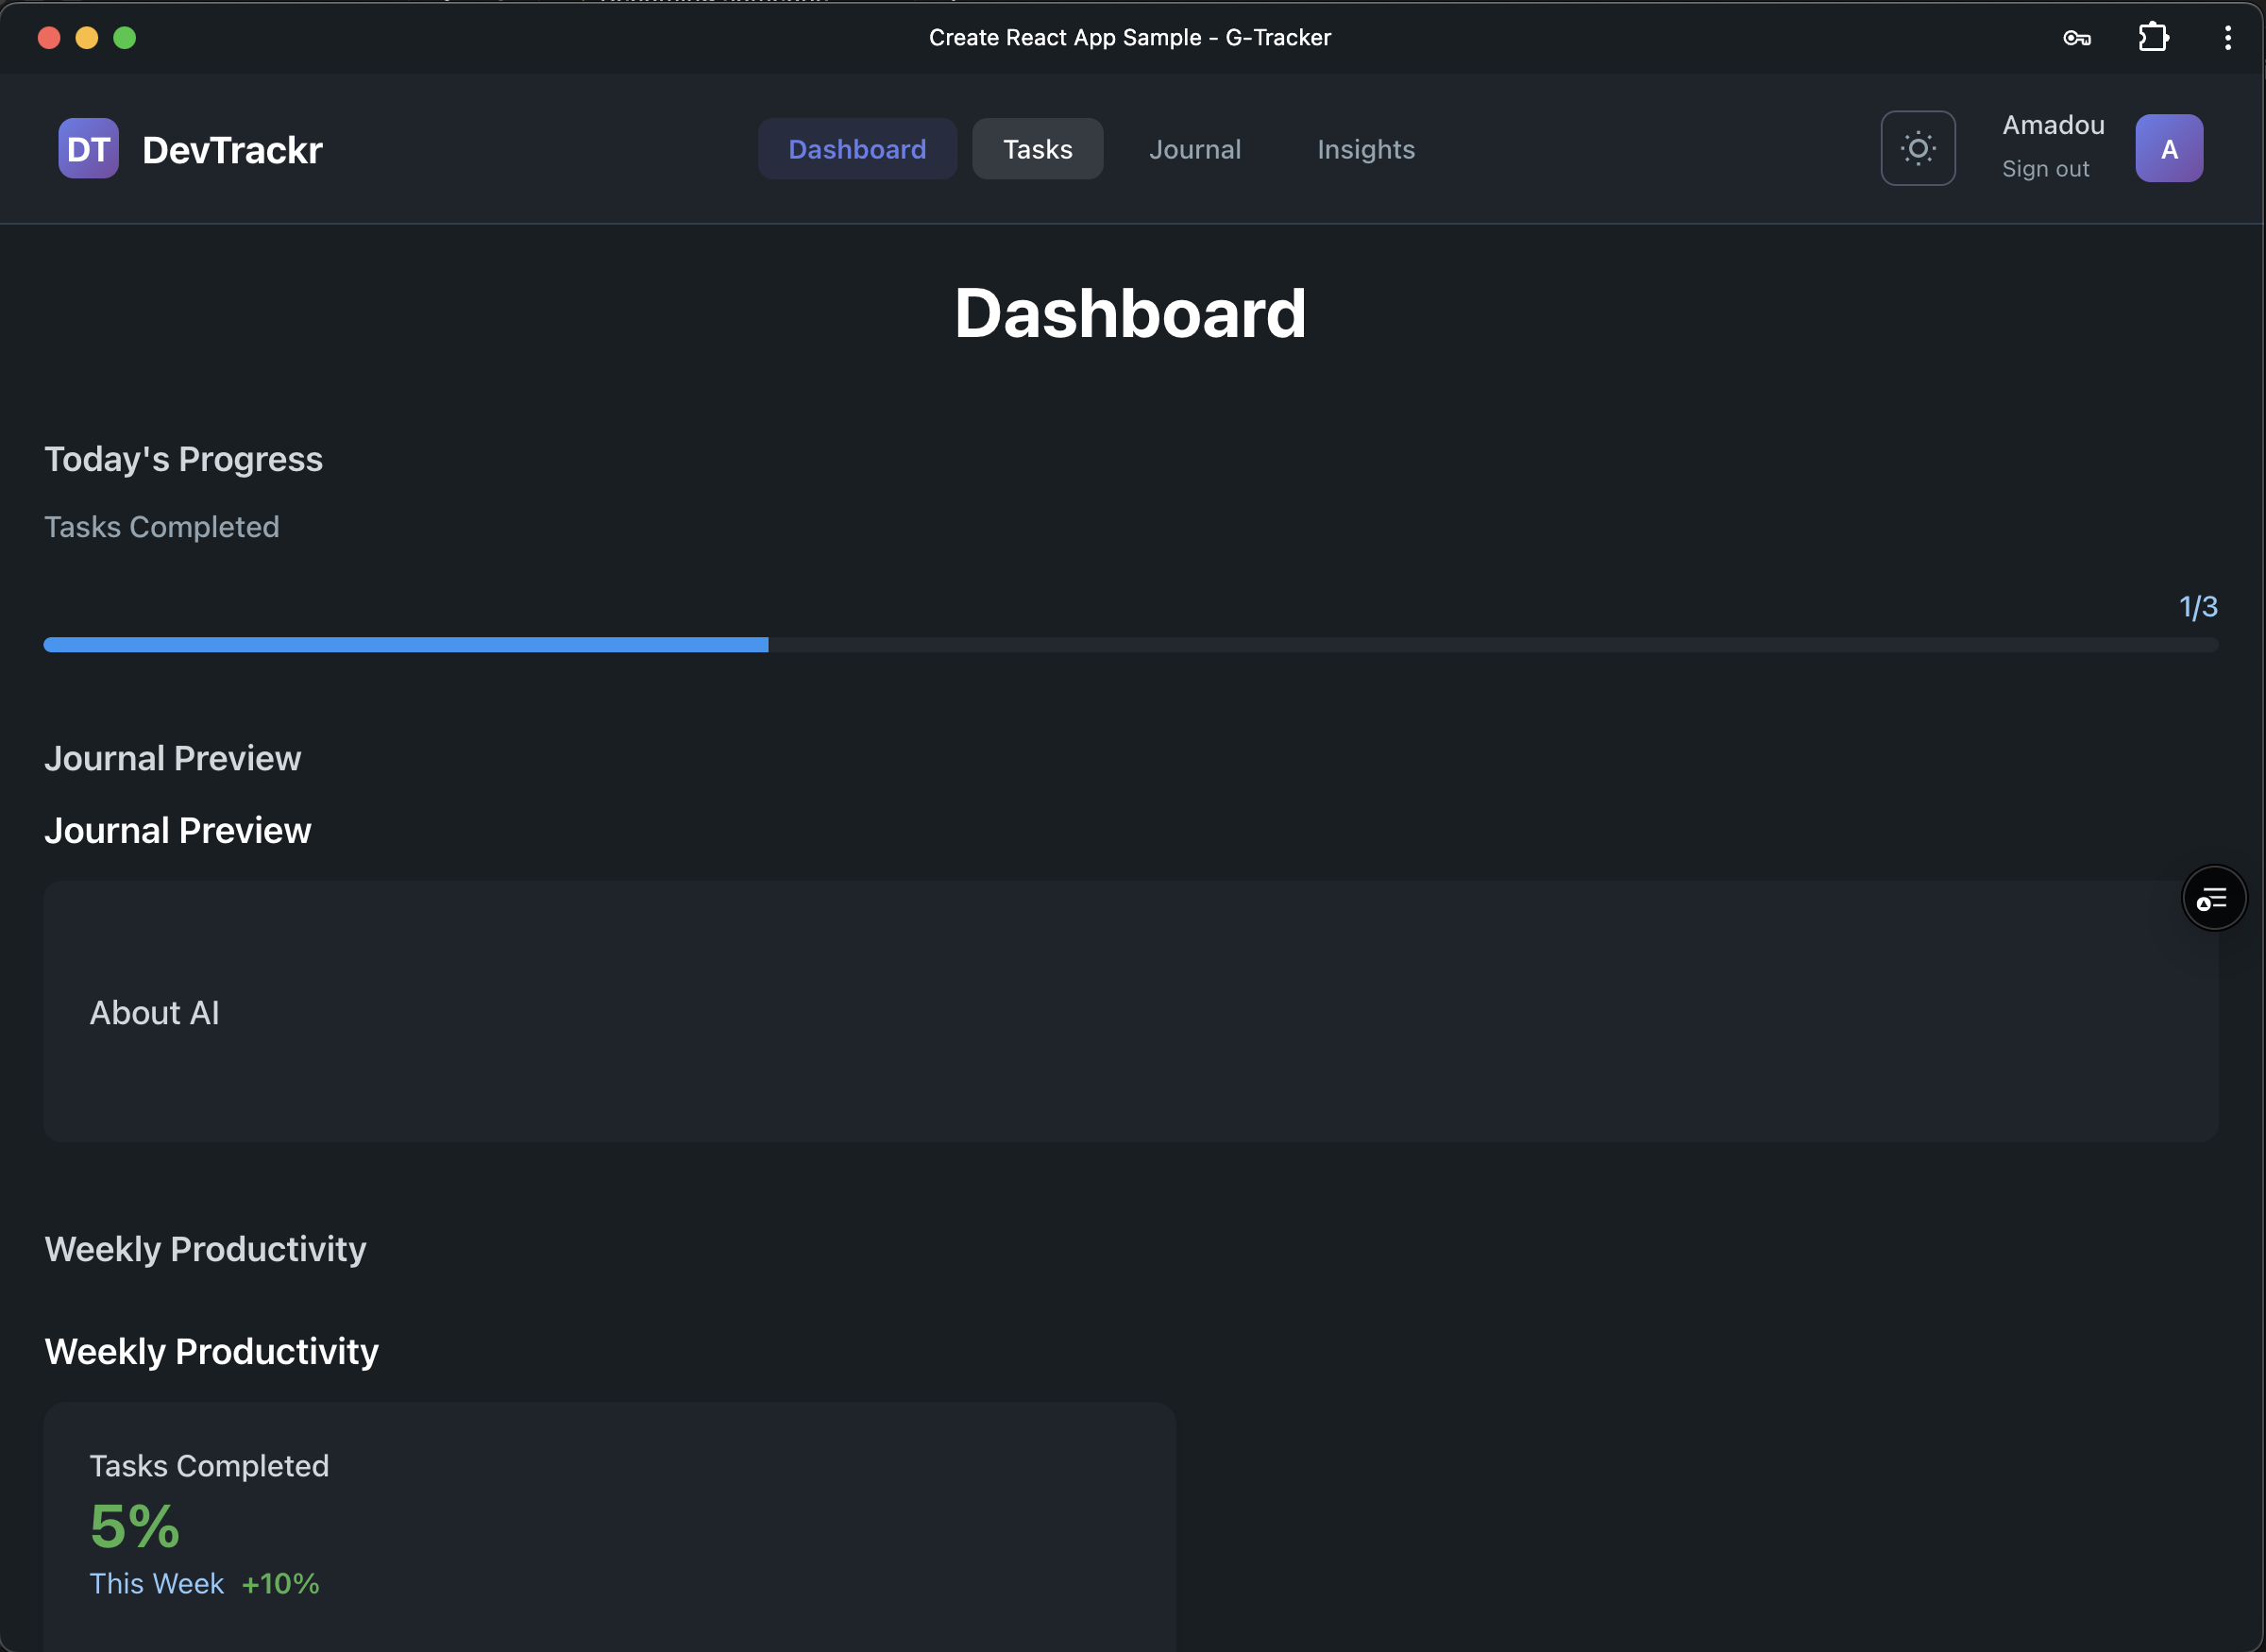 Create React App Sample - G-Tracker
DT DevTrackr Dashboard Tasks Journal Insights Amadou A
Sign out
Dashboard
Today's Progress
Tasks Completed
1/3
Journal Preview
Journal Preview
About AI
Weekly Productivity
Weekly Productivity
Tasks Completed
5%
This Week +10%